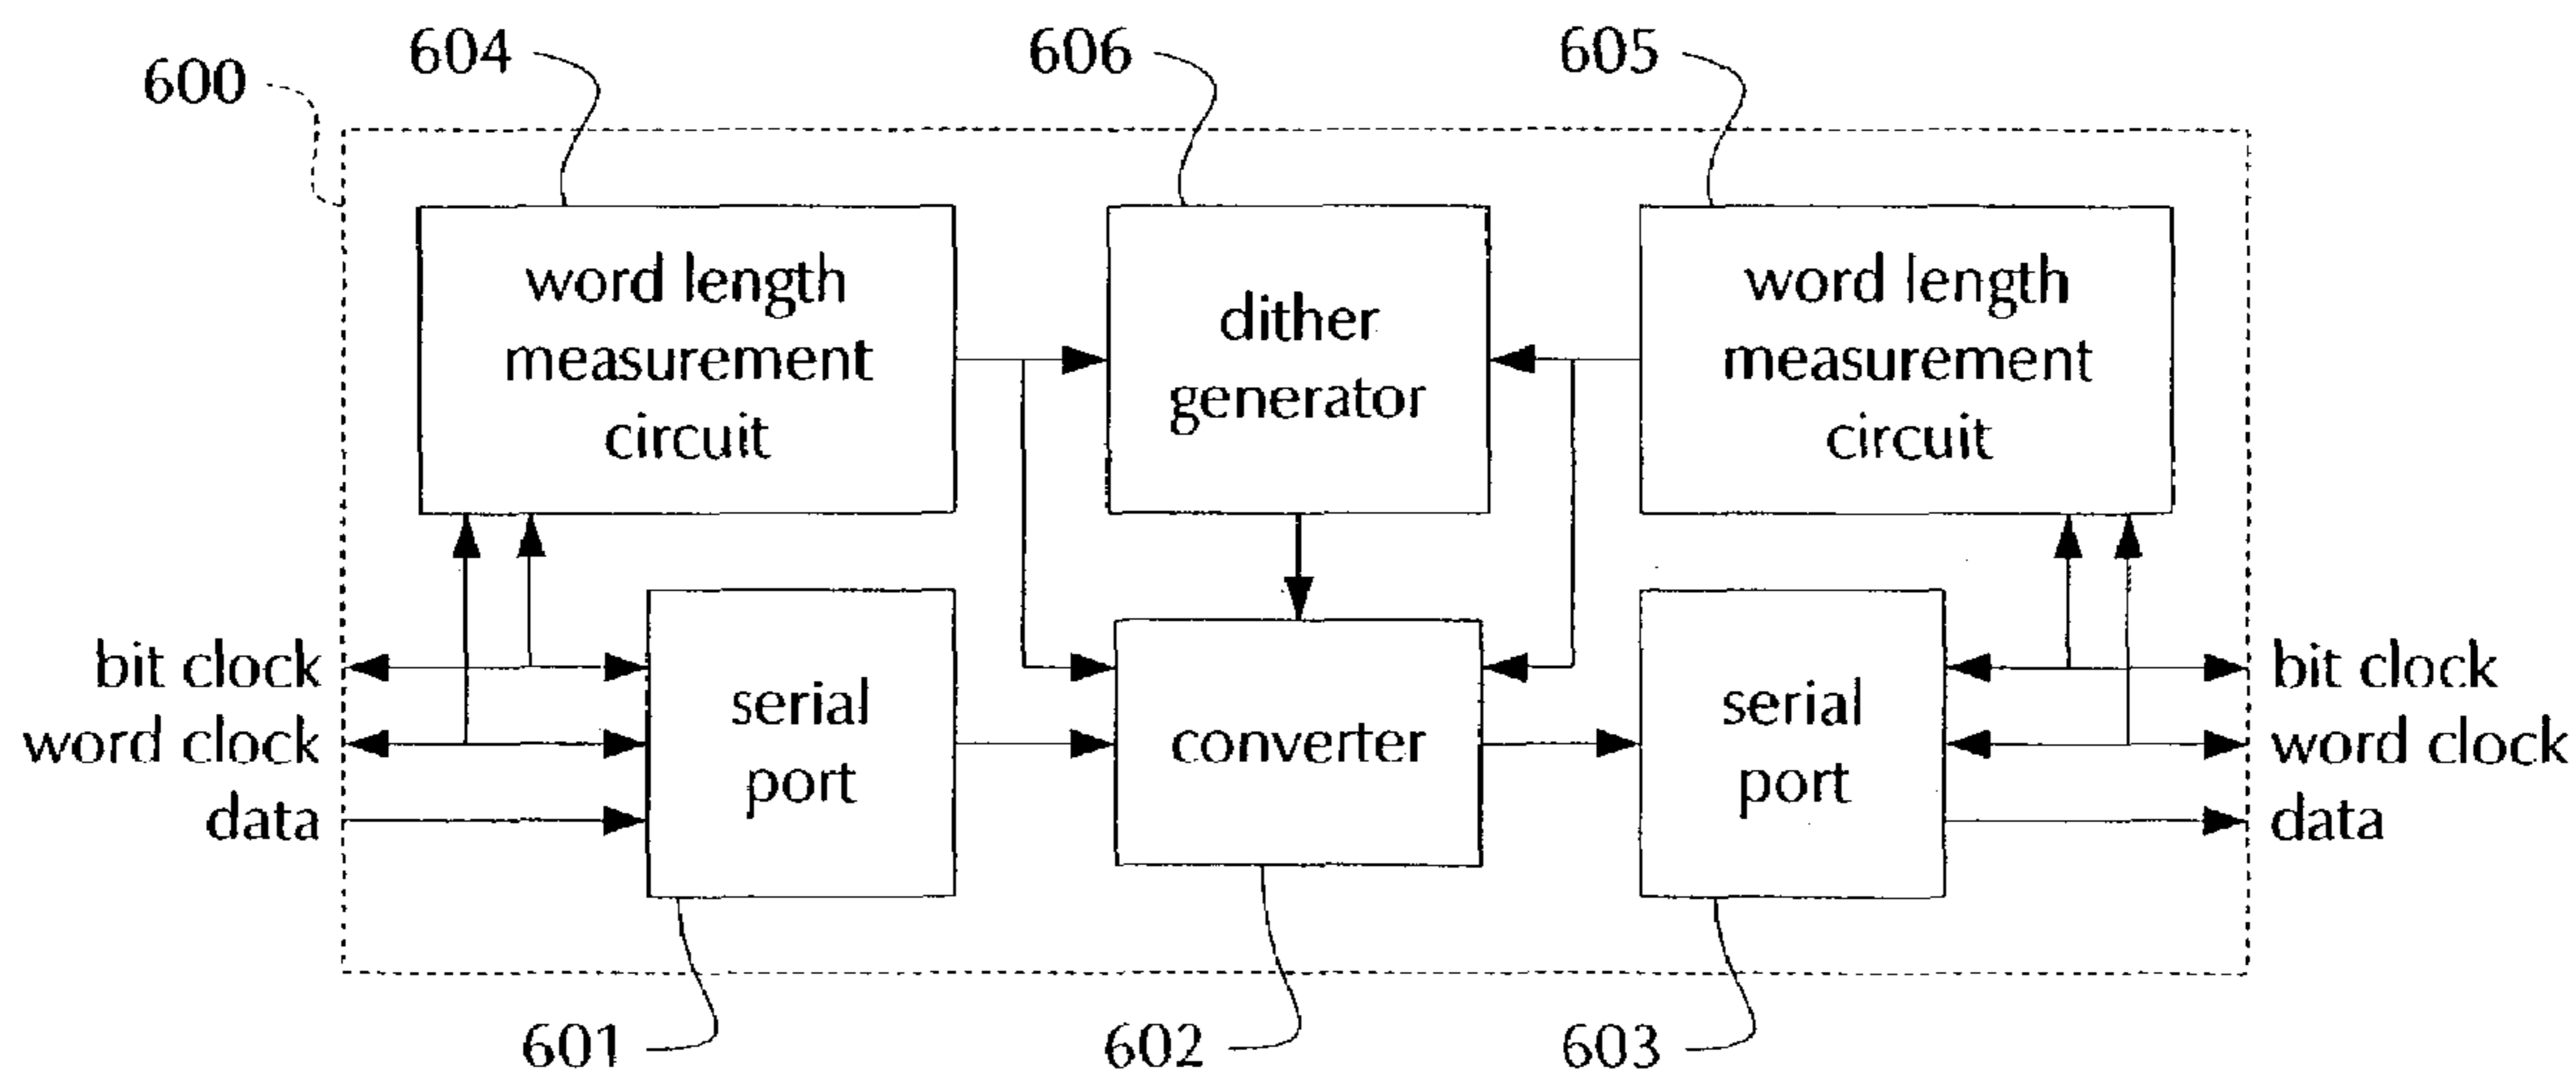 604
606
605
600
word length
measurement
circuit
dither
generator
word length
measurement
circuit
bit clock
word clock
data
serial
port
converter
serial
port
bit clock
word clock
data
601
602
603